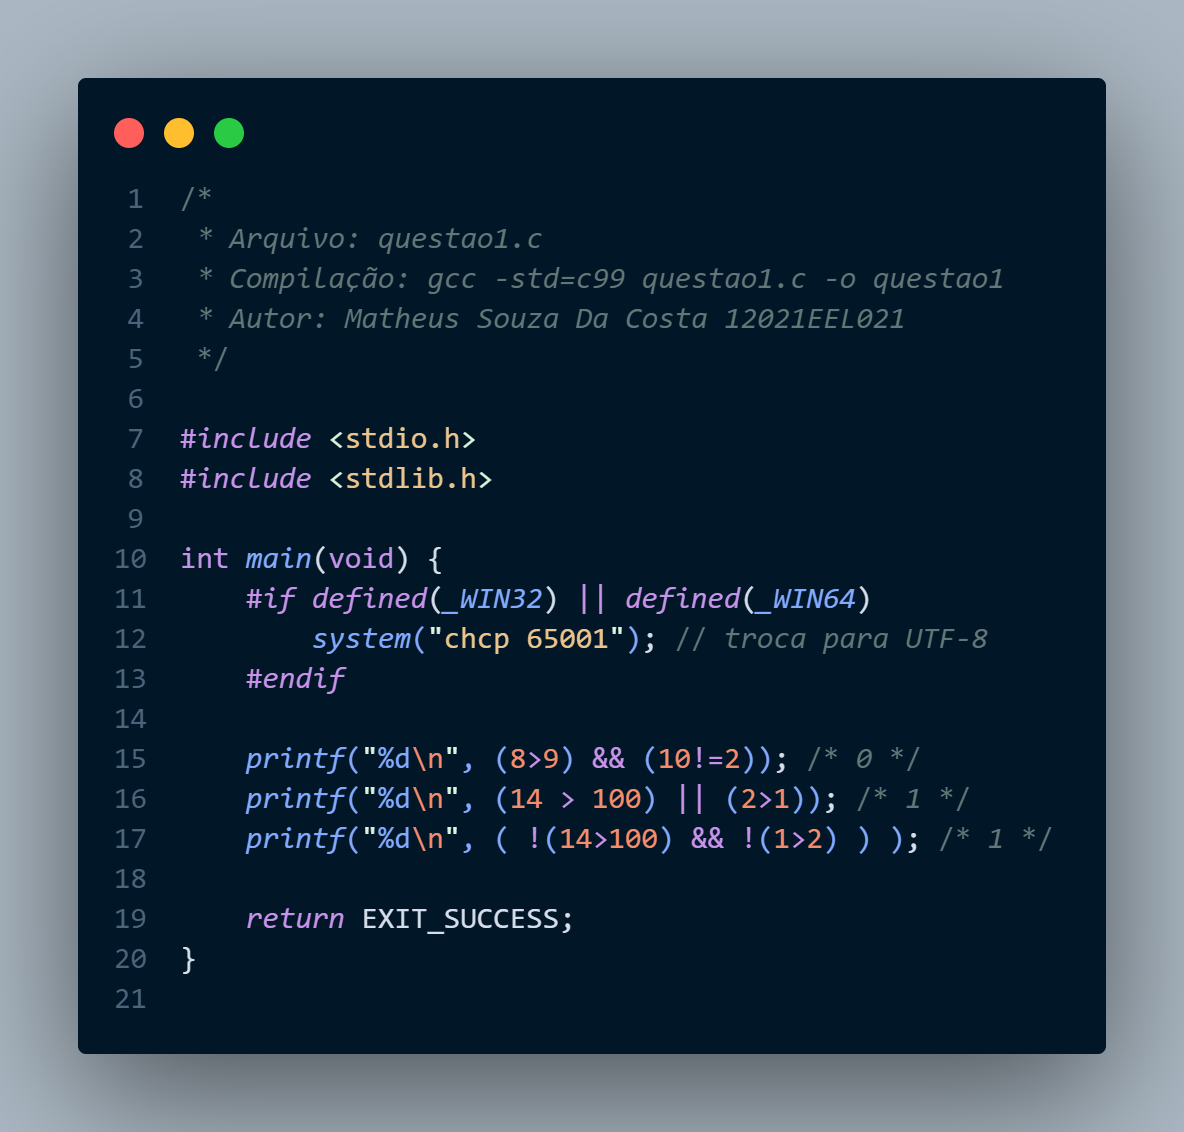 1 /*
2  * Arquivo: questao1.c
3  * Compilação: gcc -std=c99 questao1.c -o questao1
4  * Autor: Matheus Souza Da Costa 12021EEL021
5  */
6
7 #include <stdio.h>
8 #include <stdlib.h>
9
10 int main(void) {
11     #if defined(_WIN32) || defined(_WIN64)
12         system("chcp 65001"); // troca para UTF-8
13     #endif
14
15     printf("%d\n", (8>9) && (10!=2)); /* 0 */
16     printf("%d\n", (14 > 100) || (2>1)); /* 1 */
17     printf("%d\n", ( !(14>100) && !(1>2) ) ); /* 1 */
18
19     return EXIT_SUCCESS;
20 }
21